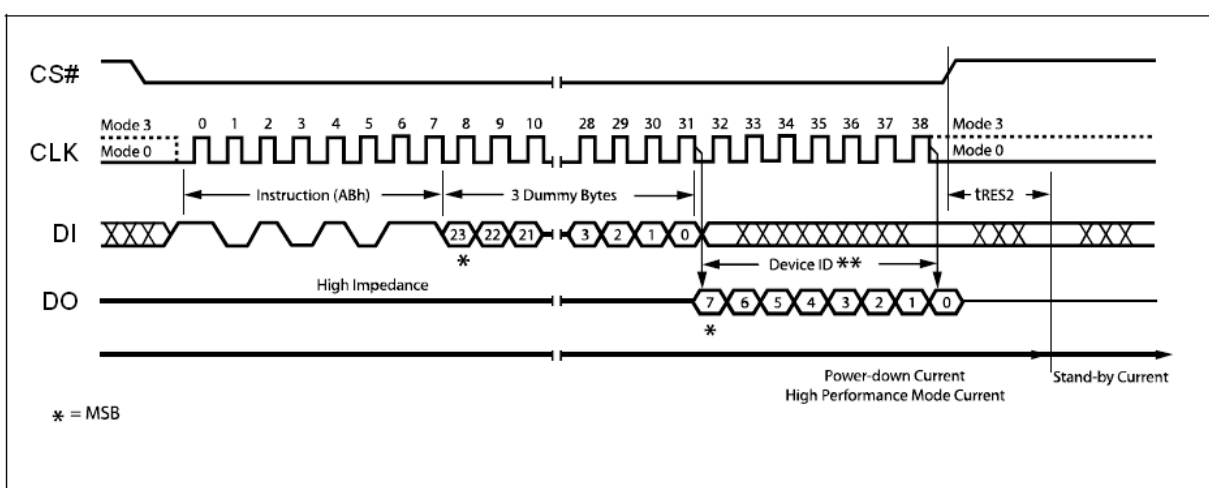 CS#
Mode 3 0 1 2 3 4 5 6 7 8 9 10 28 29 30 31 32 33 34 35 36 37 38 Mode 3
CLK Mode 0 Mode 0
Instruction (ABh) 3 Dummy Bytes tRES2
DI 23 22 21 3 2 1 0
* Device ID **
High Impedance
DO 7 6 5 4 3 2 1 0
*
Power-down Current Stand-by Current
High Performance Mode Current
* = MSB